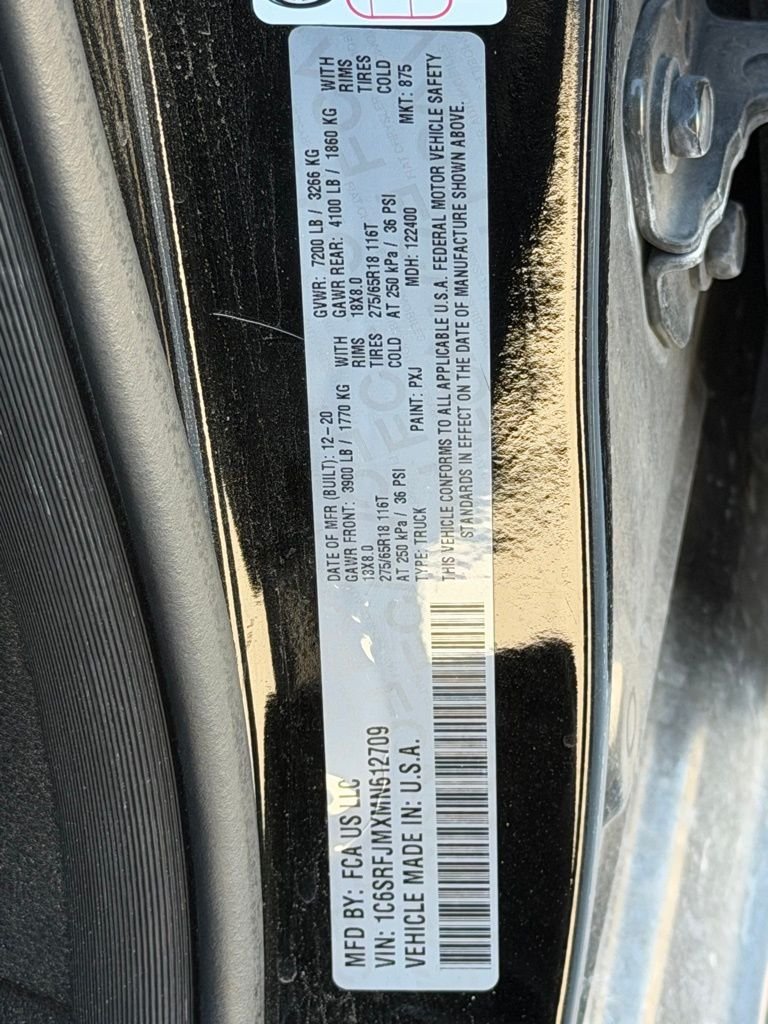 MFD BY: FCA US LLC
VIN: 1C6SRFJMXMN612709
VEHICLE MADE IN: U.S.A.
DATE OF MFR (BUILT): 12-20 GVWR: 7200 LB / 3266 KG
GAWR FRONT: 3900 LB / 1770 KG WITH GAWR REAR: 4100 LB / 1860 KG WITH
13X8.0 RIMS 18X8.0 RIMS
275/65R18 116T TIRES 275/65R18 116T TIRES
AT 250 kPa / 36 PSI COLD AT 250 kPa / 36 PSI COLD
TYPE: TRUCK PAINT: PXJ MDH: 122400 MKT: 875
THIS VEHICLE CONFORMS TO ALL APPLICABLE U.S.A. FEDERAL MOTOR VEHICLE SAFETY
STANDARDS IN EFFECT ON THE DATE OF MANUFACTURE SHOWN ABOVE.